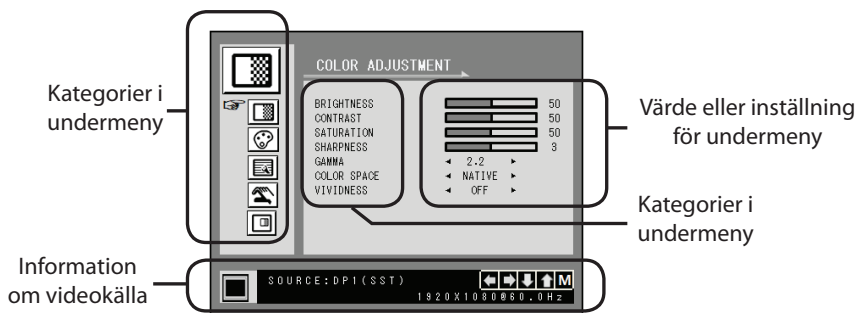 Kategorier i
undermeny
COLOR ADJUSTMENT
BRIGHTNESS 50
CONTRAST 50
SATURATION 50
SHARPNESS 3
GAMMA ◄ 2.2 ►
COLOR SPACE ◄ NATIVE ►
VIVIDNESS ◄ OFF ►
Värde eller inställning
för undermeny
Kategorier i
undermeny
Information
om videokälla
SOURCE:DP1(SST) M
1920X1080@60.0Hz